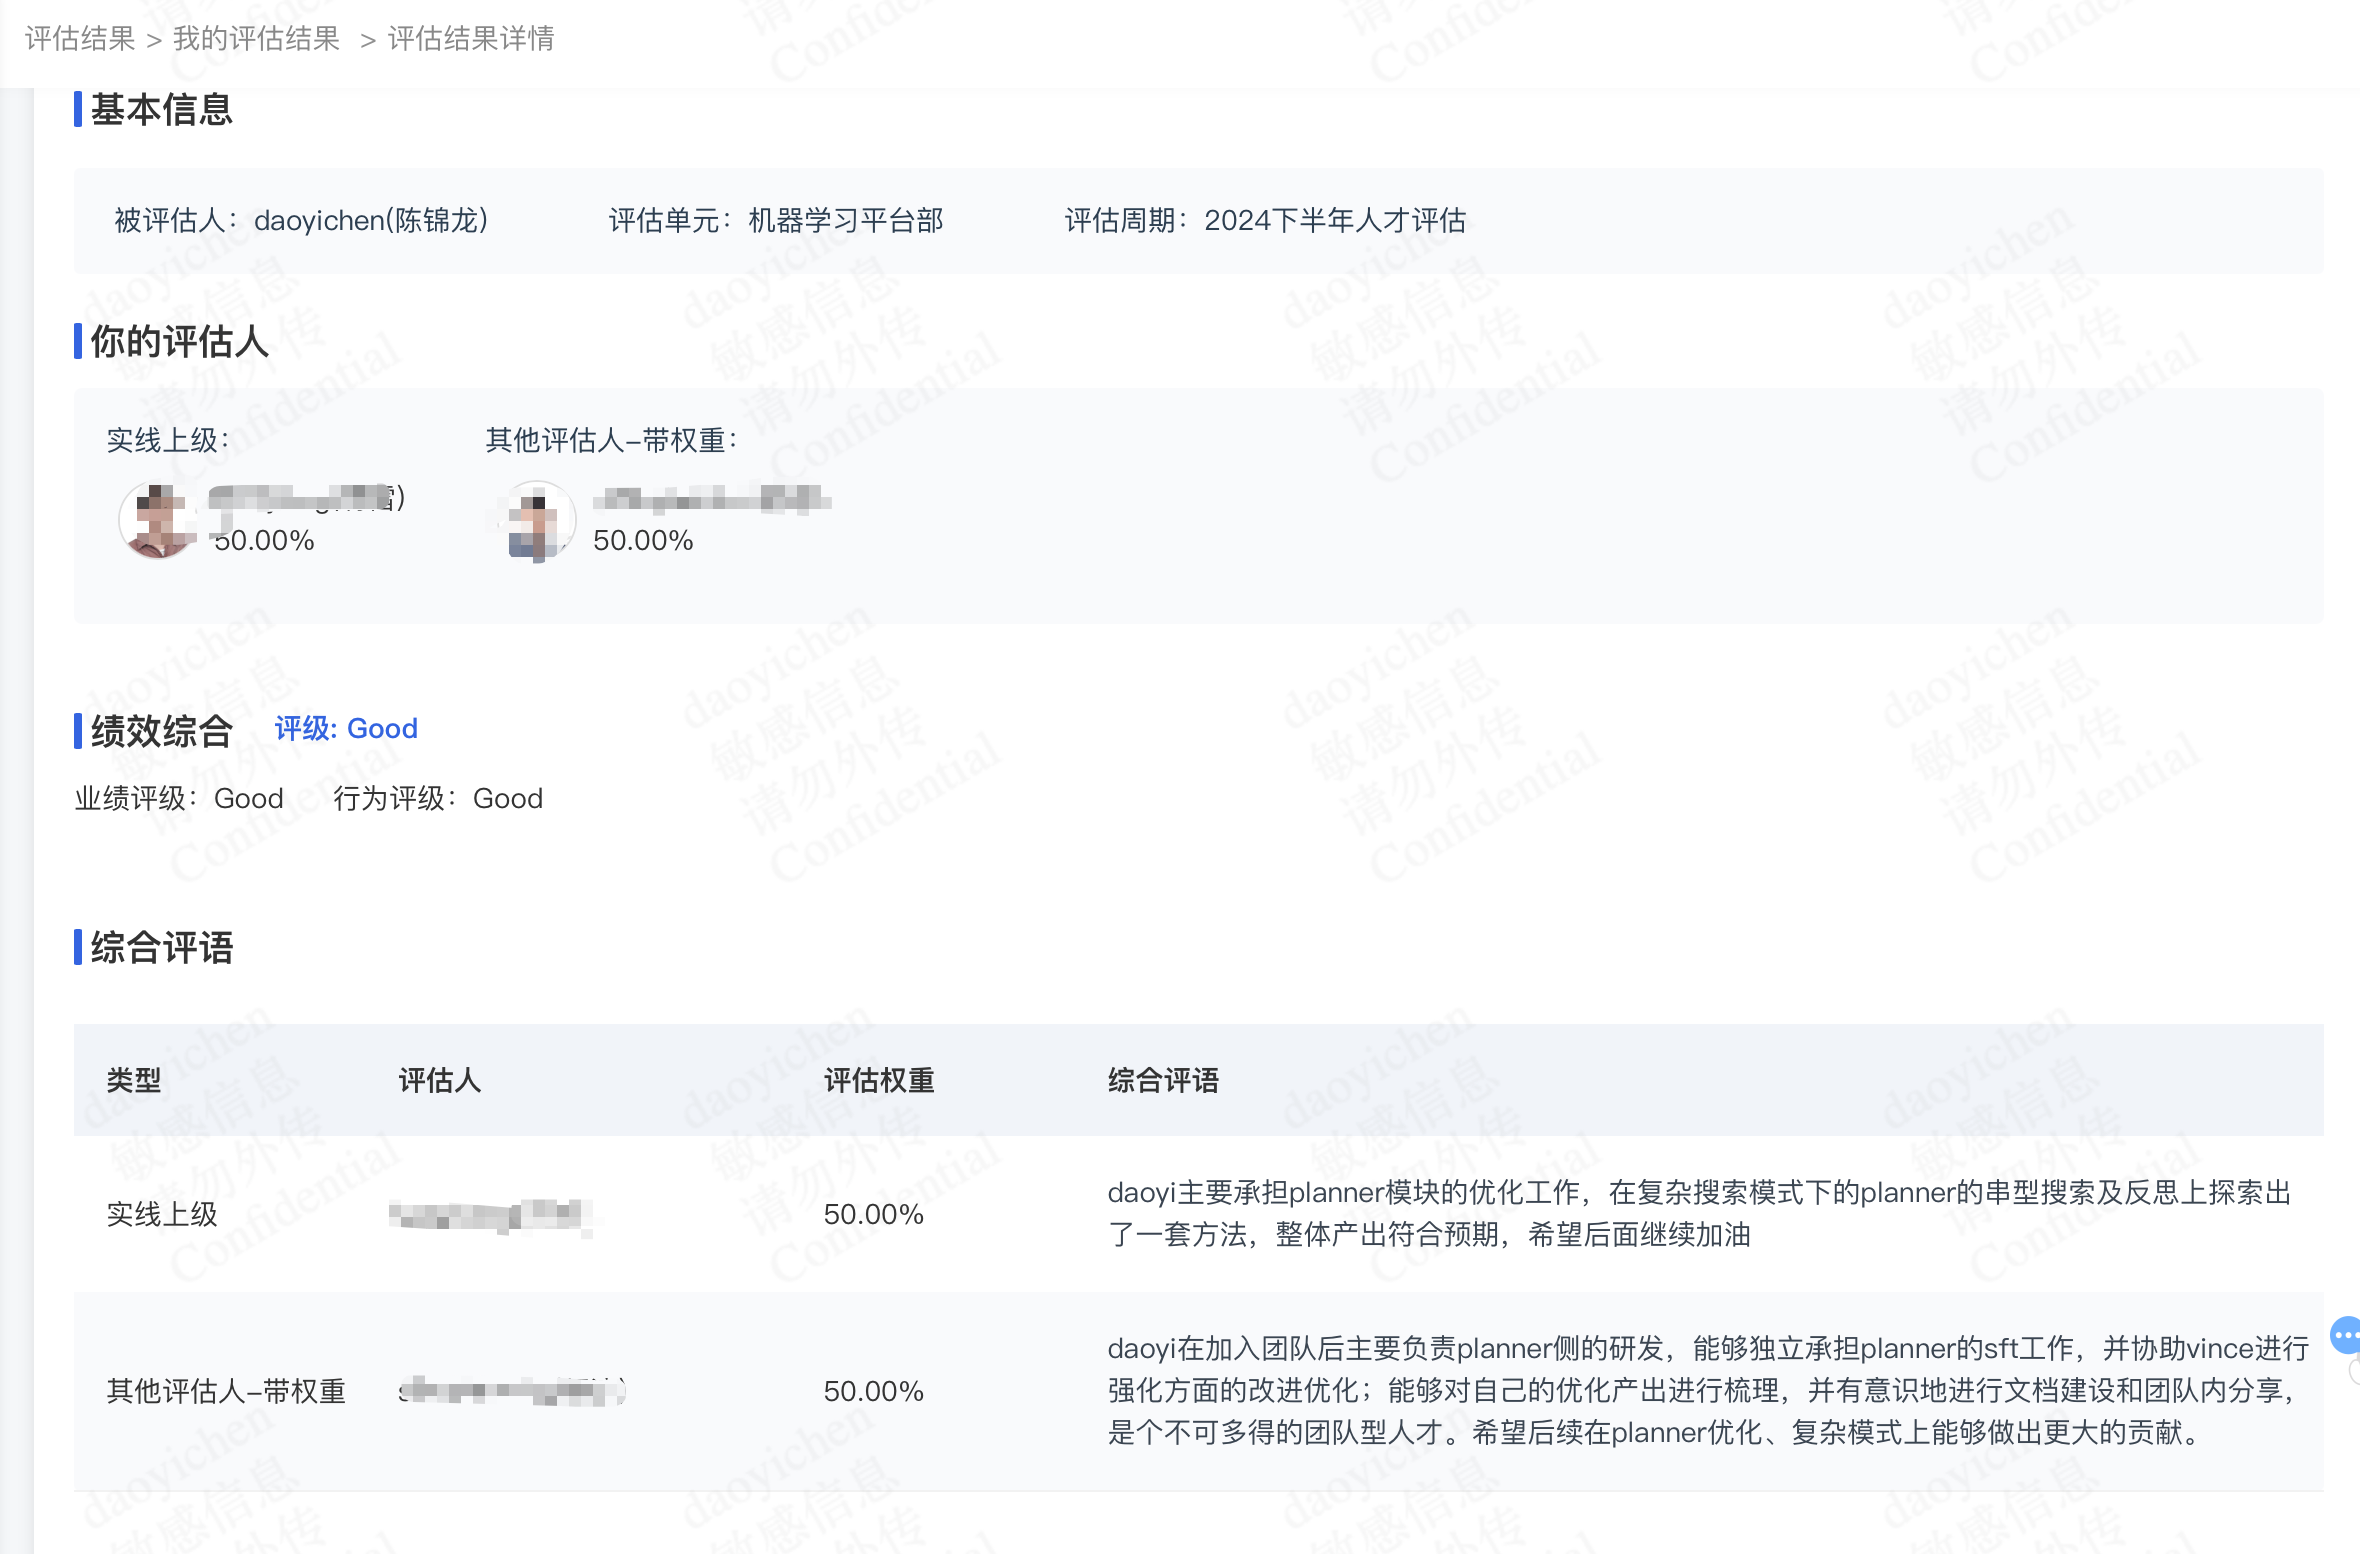 评估结果 > 我的评估结果 > 评估结果详情
基本信息
被评估人：daoyichen(陈锦龙) 评估单元：机器学习平台部 评估周期：2024下半年人才评估
你的评估人
实线上级： 其他评估人-带权重：
50.00% 50.00%
绩效综合 评级: Good
业绩评级：Good 行为评级：Good
综合评语
类型 评估人 评估权重 综合评语
实线上级 50.00%
daoyi主要承担planner模块的优化工作，在复杂搜索模式下的planner的串型搜索及反思上探索出
了一套方法，整体产出符合预期，希望后面继续加油
其他评估人-带权重 50.00%
daoyi在加入团队后主要负责planner侧的研发，能够独立承担planner的sft工作，并协助vince进行
强化方面的改进优化；能够对自己的优化产出进行梳理，并有意识地进行文档建设和团队内分享，
是个不可多得的团队型人才。希望后续在planner优化、复杂模式上能够做出更大的贡献。
daoyichen
敏感信息
请勿外传
Confidential